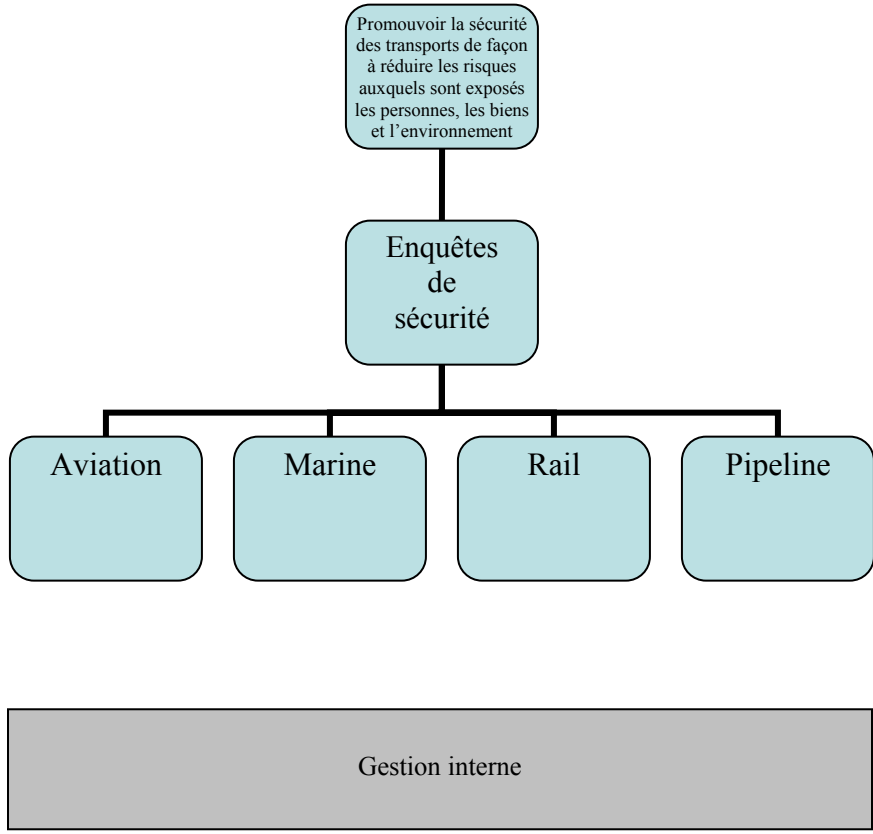 Promouvoir la sécurité
des transports de façon
à réduire les risques
auxquels sont exposés
les personnes, les biens
et l’environnement
Enquêtes
de
sécurité
Aviation
Marine
Rail
Pipeline
Gestion interne